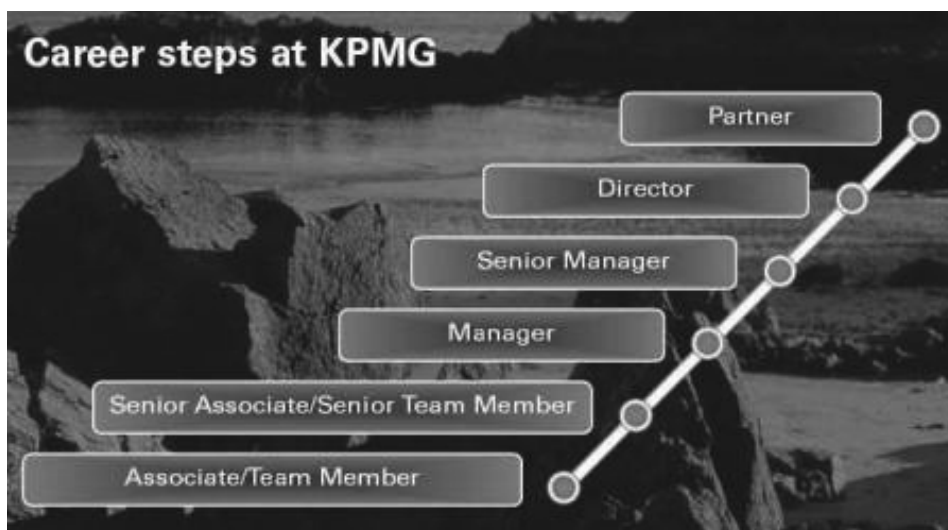 Career steps at KPMG
Partner
Director
Senior Manager
Manager
Senior Associate/Senior Team Member
Associate/Team Member